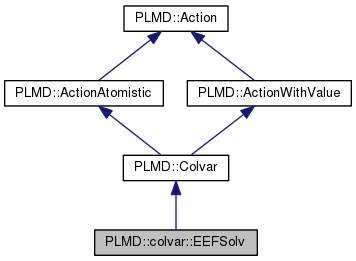 PLMD::Action
PLMD::ActionAtomistic
PLMD::ActionWithValue
PLMD::Colvar
PLMD::colvar::EEFSolv